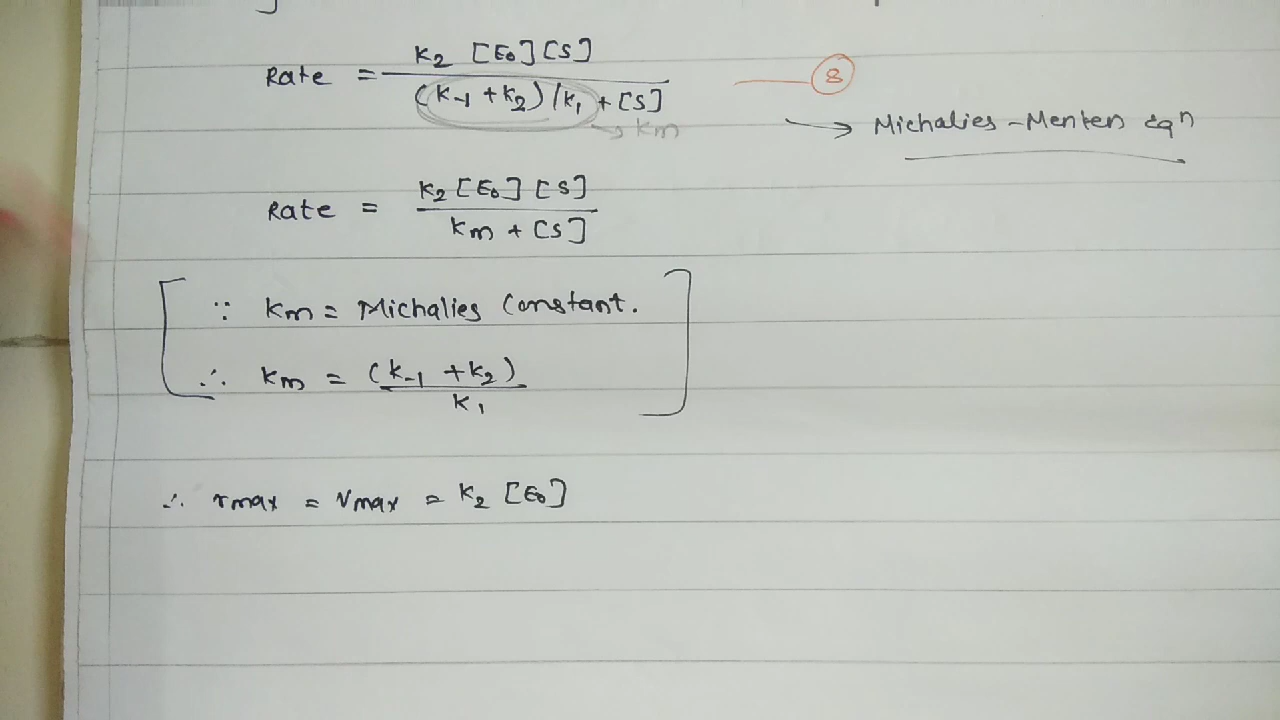 Rate = K2 [E0][S] / (K-1 + K2)/K1 + [S] ⑧
→ Km
→ Michalies - Menten eqn
Rate = K2 [E0] [S] / Km + [S]
∵ Km = Michalies Constant.
∴ Km = (K-1 + K2) / K1
∴ rmax = Vmax = K2 [E0]